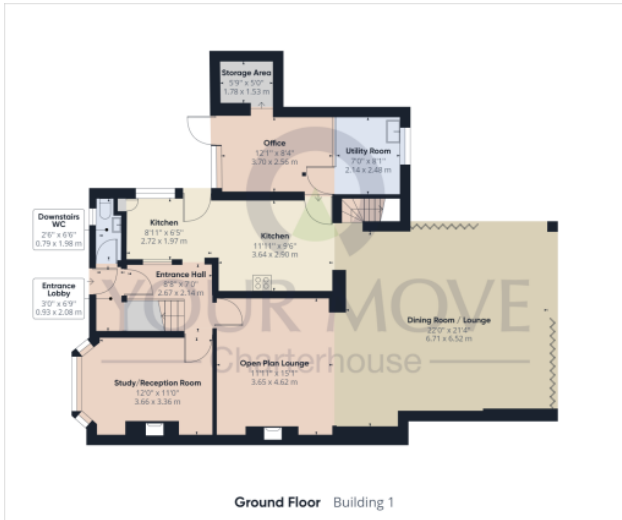 Storage Area
5'9" x 5'0"
1.78 x 1.53 m
Office
12'1" x 8'4"
3.70 x 2.56 m
Utility Room
7'0" x 8'1"
2.14 x 2.48 m
Downstairs
WC
2'6" x 6'6"
0.79 x 1.98 m
Kitchen
8'11" x 6'5"
2.72 x 1.97 m
Kitchen
11'11" x 9'6"
3.64 x 2.90 m
Entrance
Lobby
3'0" x 6'9"
0.93 x 2.08 m
Entrance Hall
8'8" x 7'0"
2.67 x 2.14 m
YOUR MOVE
Charterhouse
Dining Room / Lounge
22'0" x 21'4"
6.71 x 6.52 m
Open Plan Lounge
11'11" x 15'1"
3.65 x 4.62 m
Study/Reception Room
12'0" x 11'0"
3.66 x 3.36 m
Ground Floor Building 1